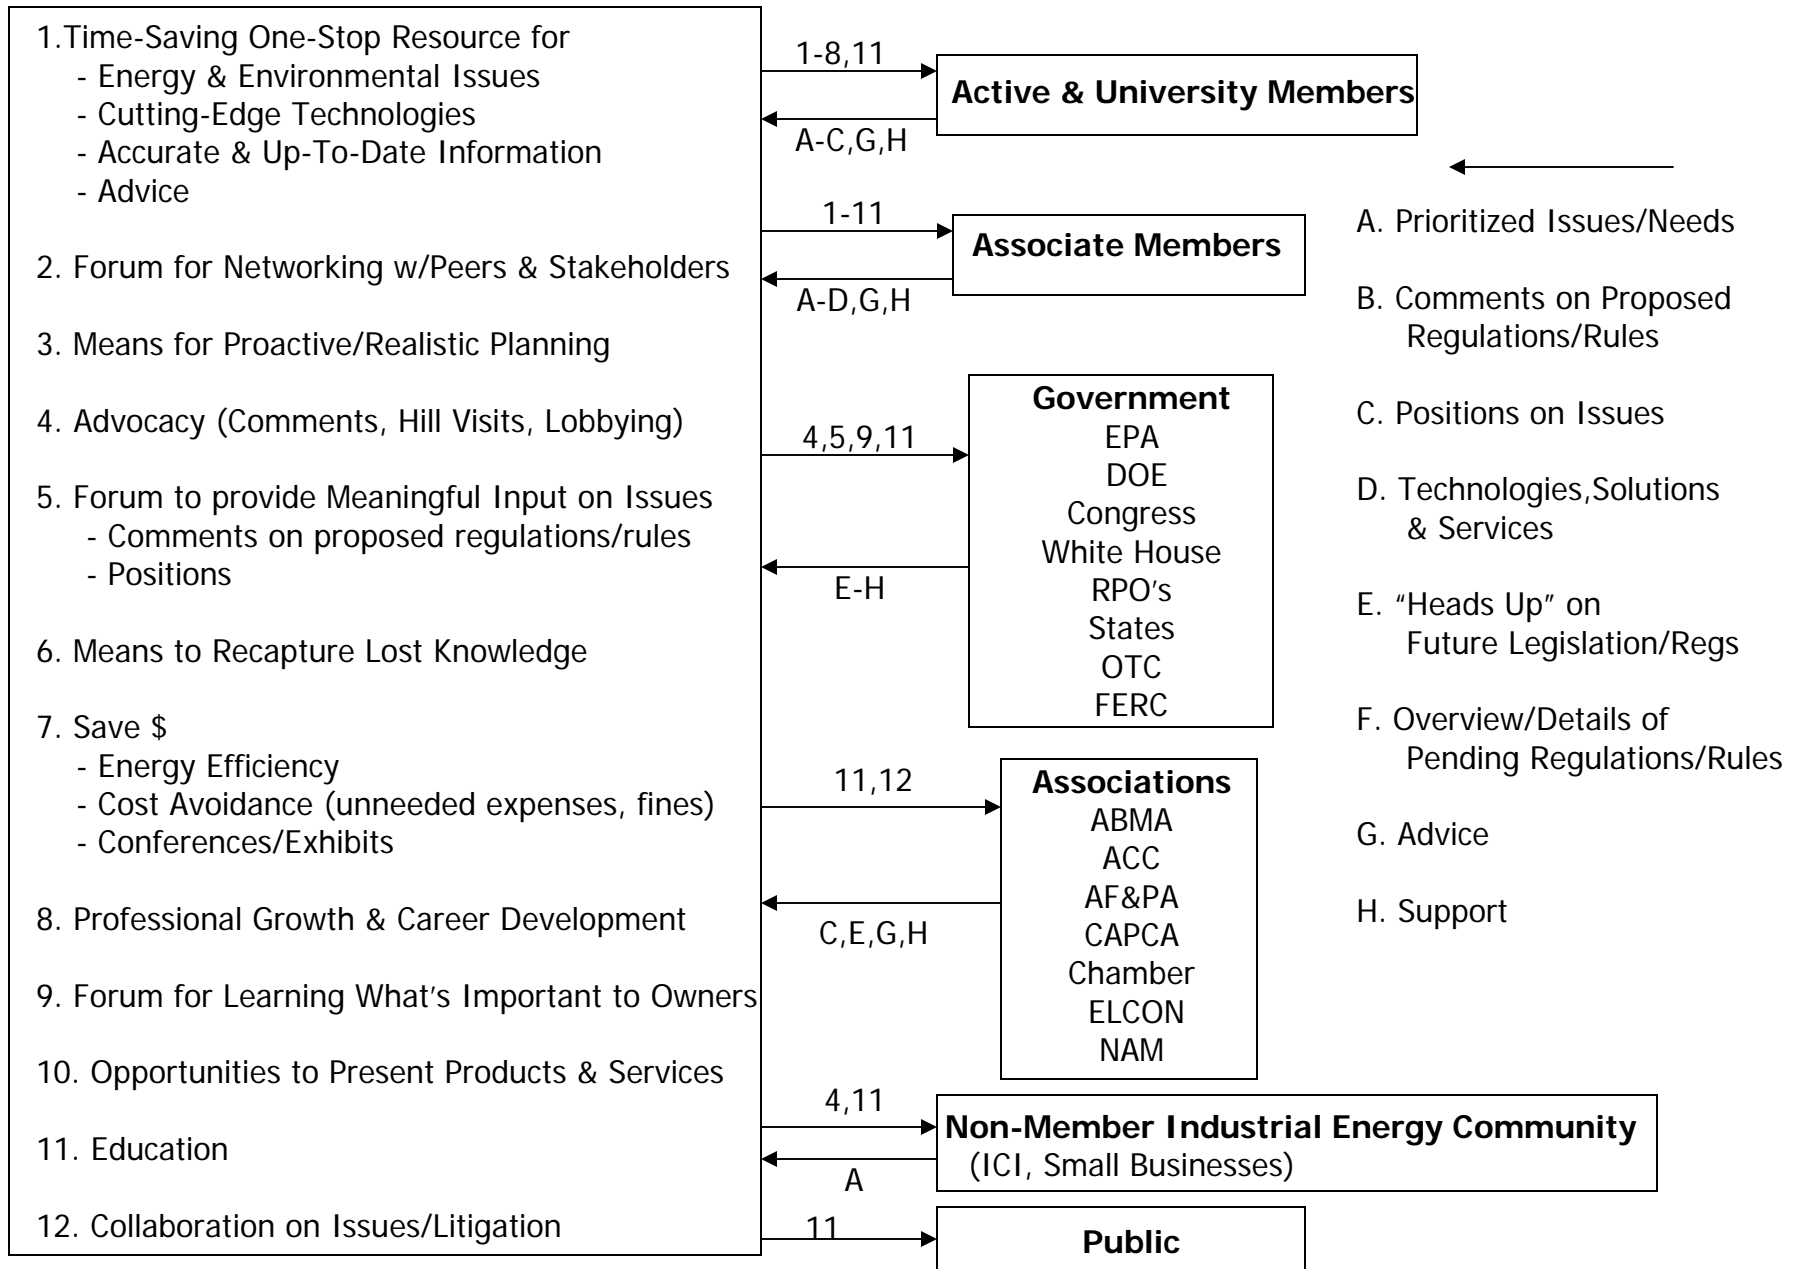 1.Time-Saving One-Stop Resource for
- Energy & Environmental Issues
- Cutting-Edge Technologies
- Accurate & Up-To-Date Information
- Advice
2. Forum for Networking w/Peers & Stakeholders
3. Means for Proactive/Realistic Planning
4. Advocacy (Comments, Hill Visits, Lobbying)
5. Forum to provide Meaningful Input on Issues
- Comments on proposed regulations/rules
- Positions
6. Means to Recapture Lost Knowledge
7. Save $
- Energy Efficiency
- Cost Avoidance (unneeded expenses, fines)
- Conferences/Exhibits
8. Professional Growth & Career Development
9. Forum for Learning What's Important to Owners
10. Opportunities to Present Products & Services
11. Education
12. Collaboration on Issues/Litigation
1-8,11
A-C,G,H
Active & University Members
1-11
A-D,G,H
Associate Members
4,5,9,11
E-H
Government
EPA
DOE
Congress
White House
RPO's
States
OTC
FERC
11,12
C,E,G,H
Associations
ABMA
ACC
AF&PA
CAPCA
Chamber
ELCON
NAM
4,11
A
Non-Member Industrial Energy Community
(ICI, Small Businesses)
11
Public
A. Prioritized Issues/Needs
B. Comments on Proposed
Regulations/Rules
C. Positions on Issues
D. Technologies,Solutions
& Services
E. “Heads Up” on
Future Legislation/Regs
F. Overview/Details of
Pending Regulations/Rules
G. Advice
H. Support